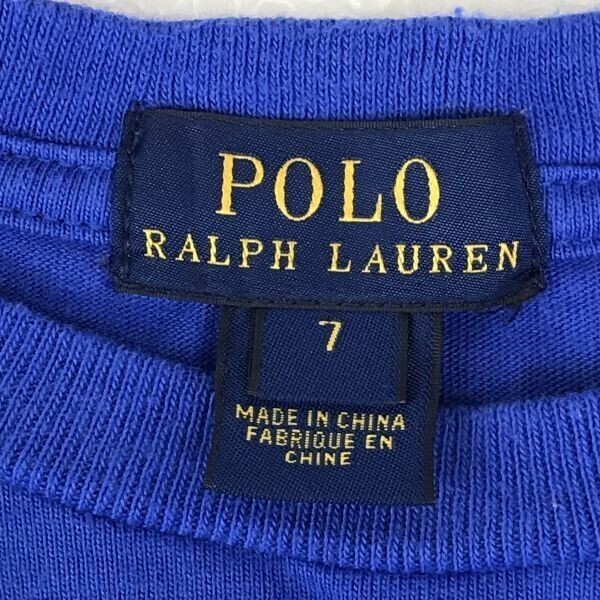 POLO
RALPH LAUREN
7
MADE IN CHINA
FABRIQUE EN
CHINE